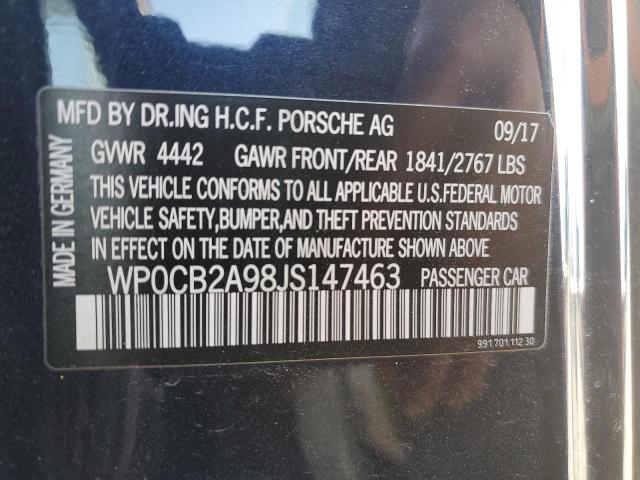 MFD BY DR.ING H.C.F. PORSCHE AG 09/17
GVWR 4442 GAWR FRONT/REAR 1841/2767 LBS
THIS VEHICLE CONFORMS TO ALL APPLICABLE U.S.FEDERAL MOTOR
VEHICLE SAFETY,BUMPER,AND THEFT PREVENTION STANDARDS
IN EFFECT ON THE DATE OF MANUFACTURE SHOWN ABOVE.
WP0CB2A98JS147463 PASSENGER CAR
991.701.112.30
MADE IN GERMANY